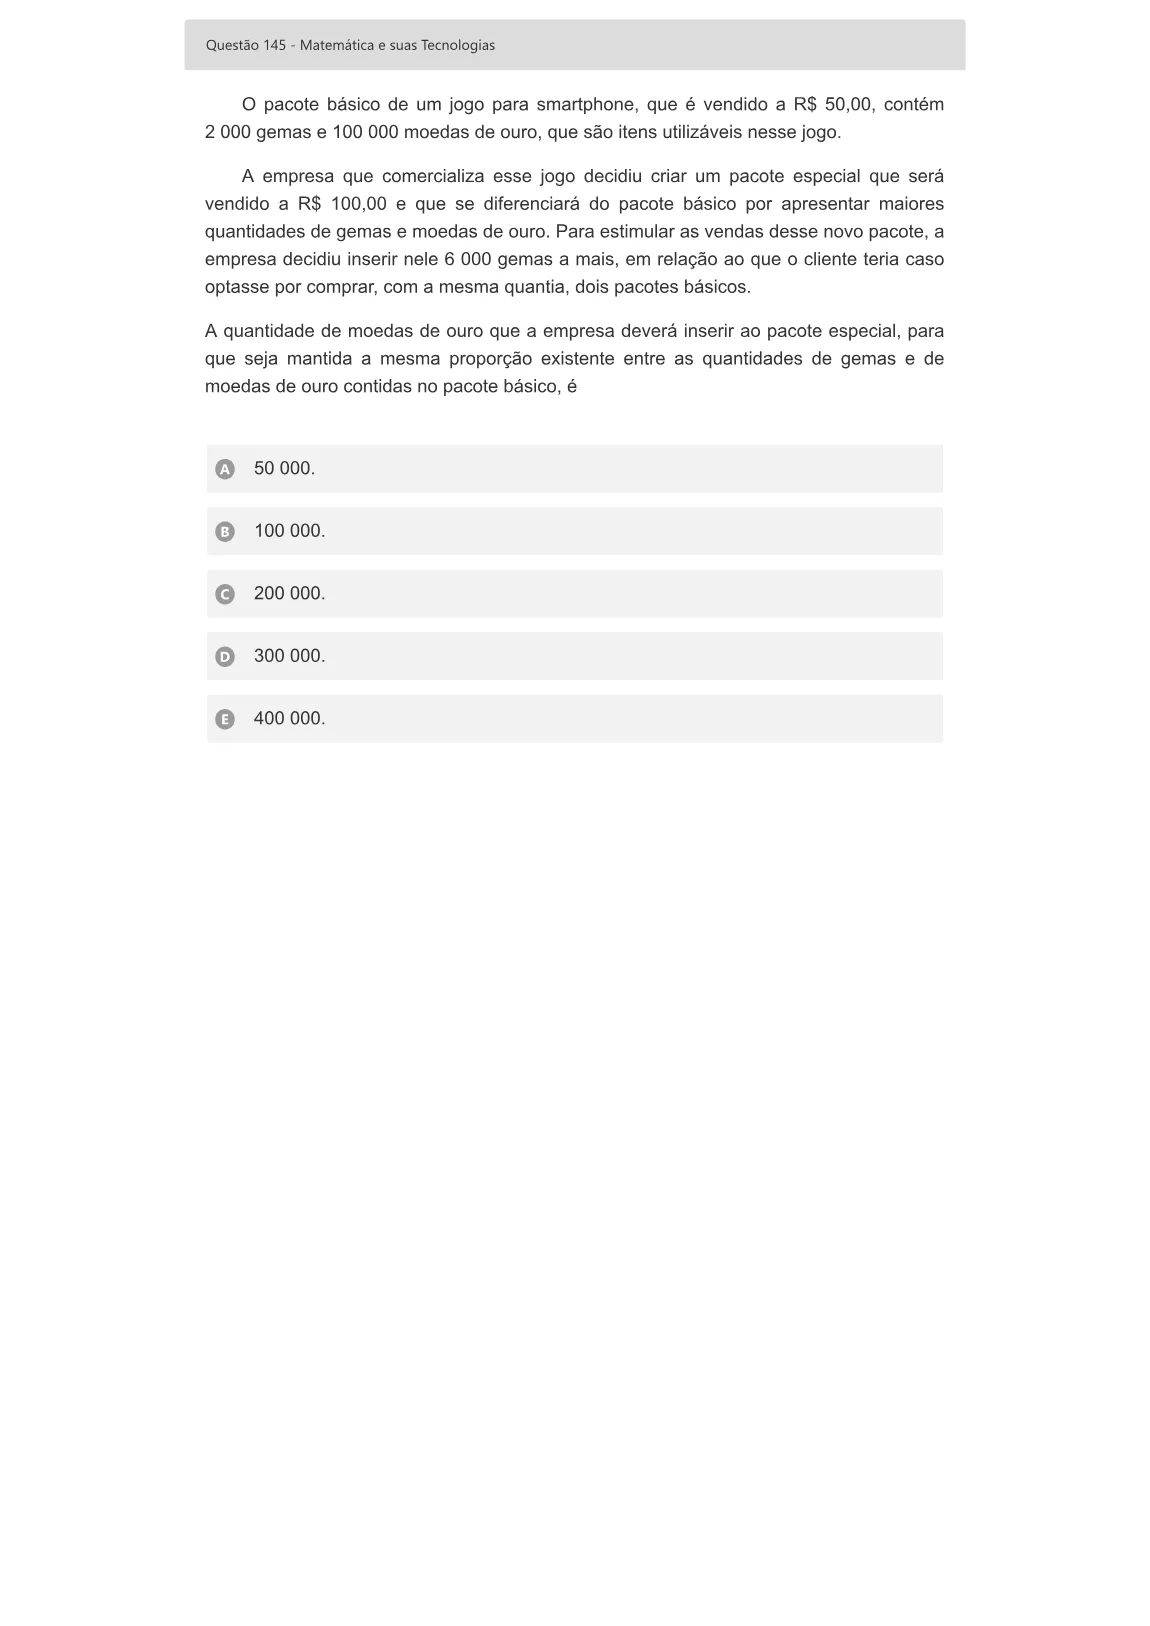 Questão 145 - Matemática e suas Tecnologias
O pacote básico de um jogo para smartphone, que é vendido a R$ 50,00, contém
2 000 gemas e 100 000 moedas de ouro, que são itens utilizáveis nesse jogo.
A empresa que comercializa esse jogo decidiu criar um pacote especial que será
vendido a R$ 100,00 e que se diferenciará do pacote básico por apresentar maiores
quantidades de gemas e moedas de ouro. Para estimular as vendas desse novo pacote, a
empresa decidiu inserir nele 6 000 gemas a mais, em relação ao que o cliente teria caso
optasse por comprar, com a mesma quantia, dois pacotes básicos.
A quantidade de moedas de ouro que a empresa deverá inserir ao pacote especial, para
que seja mantida a mesma proporção existente entre as quantidades de gemas e de
moedas de ouro contidas no pacote básico, é
A 50 000.
B 100 000.
C 200 000.
D 300 000.
E 400 000.